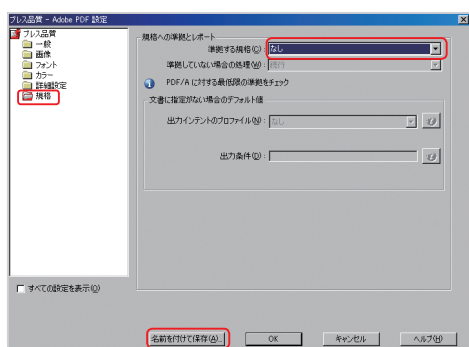 プレス品質 - Adobe PDF 設定
プレス品質
一般
画像
フォント
カラー
詳細設定
規格
規格への準拠とレポート
準拠する規格(C): なし
準拠していない場合の処理(W): 続行
PDF/A に対する最低限の準拠をチェック
文書に指定がない場合のデフォルト値
出力インテントのプロファイル(N): なし
出力条件(D):
すべての設定を表示(O)
名前を付けて保存(A)...
OK
キャンセル
ヘルプ(H)